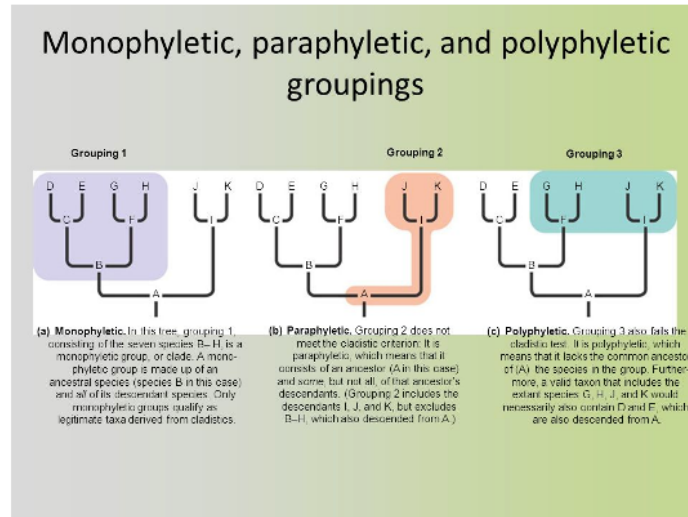 Monophyletic, paraphyletic, and polyphyletic
groupings
Grouping 1
D E G H J K
C F I
B
A
(a) Monophyletic. In this tree, grouping 1,
consisting of the seven species B–H, is
a monophyletic group, or clade. A mono-
phyletic group is made up of an
ancestral species (species B in this case)
and all of its descendant species. Only
monophyletic groups qualify as
legitimate taxa derived from cladistics.
Grouping 2
D E G H J K
C F I
B
A
(b) Paraphyletic. Grouping 2 does not
meet the cladistic criterion: It is
paraphyletic, which means that it
consists of an ancestor (A in this case)
and some, but not all, of that ancestor's
descendants. (Grouping 2 includes the
descendants I, J, and K, but excludes
B–H, which also descended from A.)
Grouping 3
D E G H J K
C F I
B
A
(c) Polyphyletic. Grouping 3 also fails the
cladistic test. It is polyphyletic, which
means that it lacks the common ancestor
of (A) the species in the group. Further-
more, a valid taxon that includes the
extant species G, H, J, and K would
necessarily also contain D and E, which
are also descended from A.